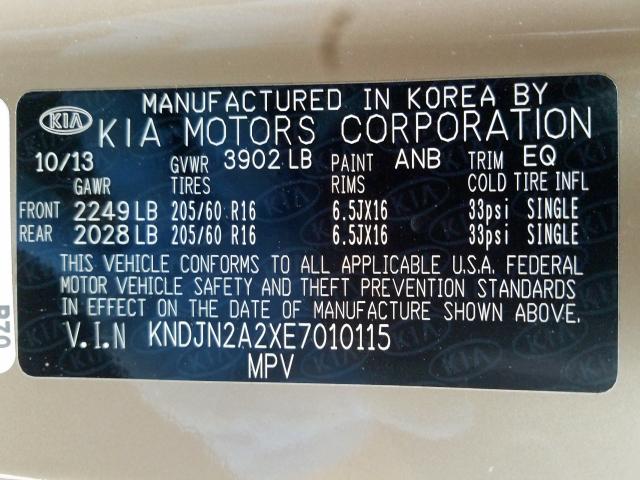 MANUFACTURED IN KOREA BY
KIA KIA MOTORS CORPORATION
10/13 GVWR 3902 LB PAINT ANB TRIM EQ
GAWR TIRES RIMS COLD TIRE INFL
FRONT 2249 LB 205/60 R16 6.5JX16 33psi SINGLE
REAR 2028 LB 205/60 R16 6.5JX16 33psi SINGLE
THIS VEHICLE CONFORMS TO ALL APPLICABLE U.S.A. FEDERAL
MOTOR VEHICLE SAFETY AND THEFT PREVENTION STANDARDS
IN EFFECT ON THE DATE OF MANUFACTURE SHOWN ABOVE.
V.I.N KNDJN2A2XE7010115
MPV